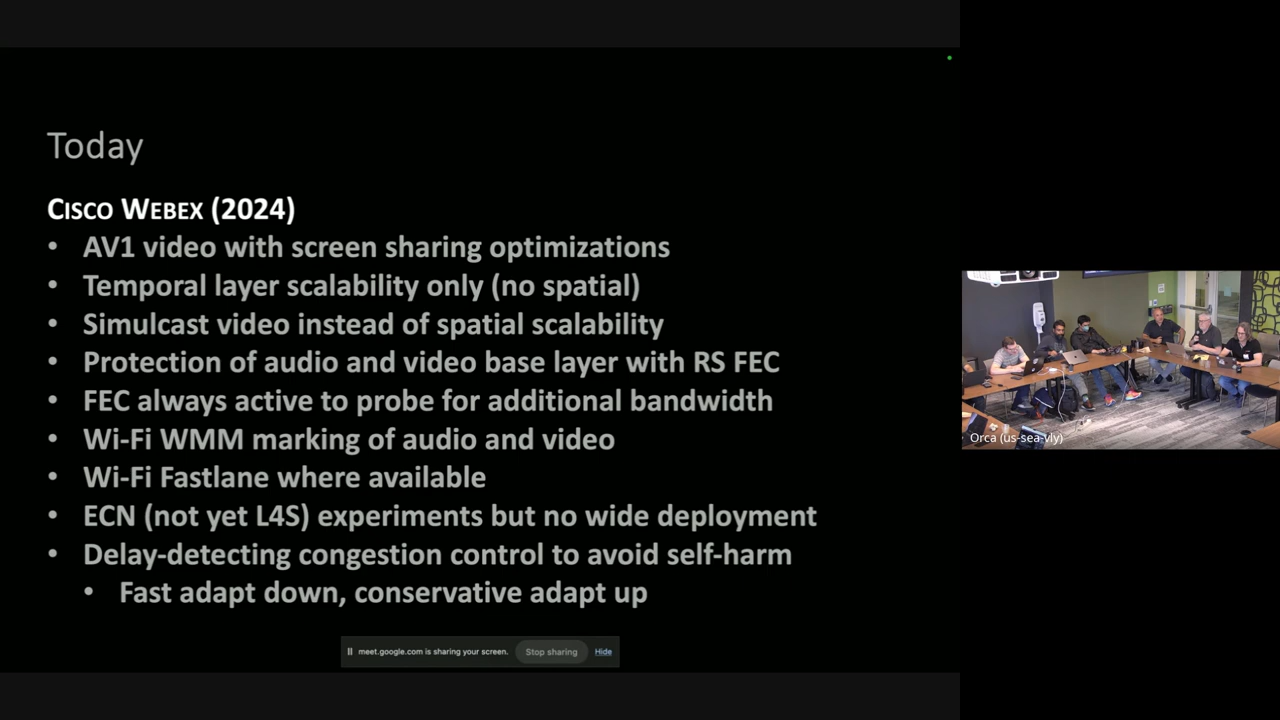 Today
CISCO WEBEX (2024)
• AV1 video with screen sharing optimizations
• Temporal layer scalability only (no spatial)
• Simulcast video instead of spatial scalability
• Protection of audio and video base layer with RS FEC
• FEC always active to probe for additional bandwidth
• Wi-Fi WMM marking of audio and video
• Wi-Fi Fastlane where available
• ECN (not yet L4S) experiments but no wide deployment
• Delay-detecting congestion control to avoid self-harm
• Fast adapt down, conservative adapt up
meet.google.com is sharing your screen. Stop sharing Hide
Orca (us-sea-vly)